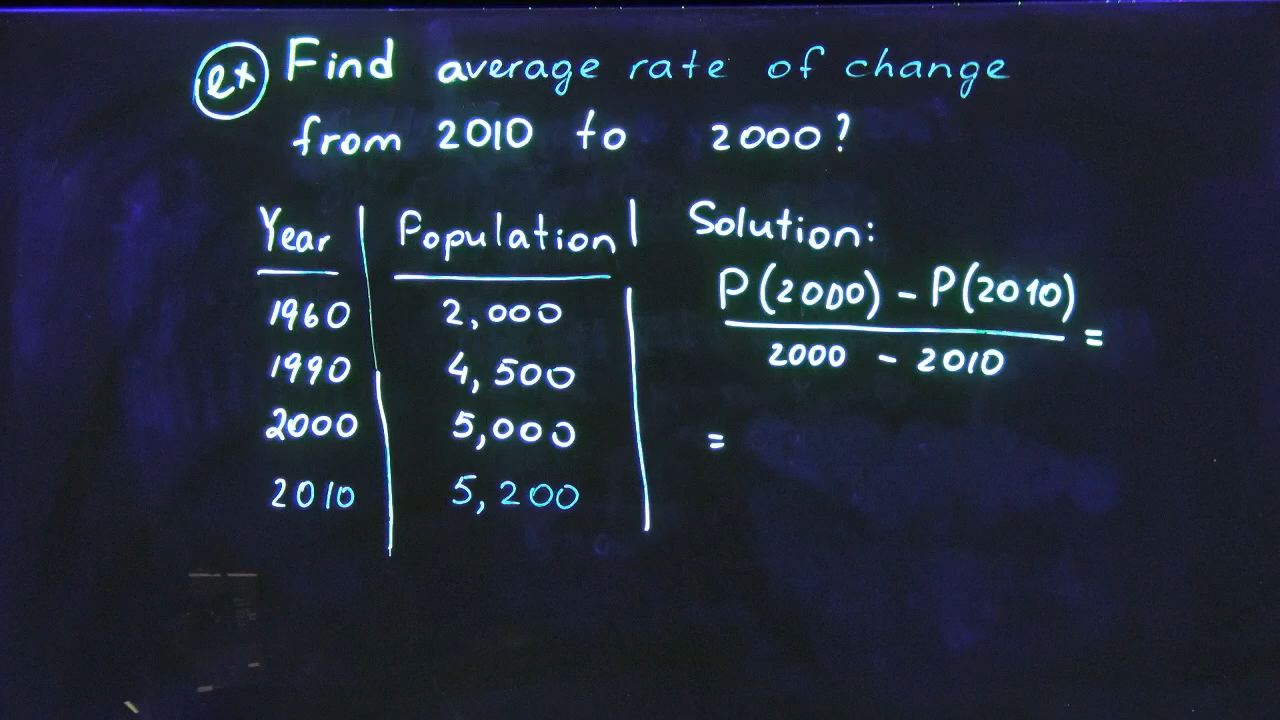 ex Find average rate of change
from 2010 to 2000?
Year | Population |
1960 | 2,000
1990 | 4,500
2000 | 5,000
2010 | 5,200
Solution:
P(2000) - P(2010)
2000 - 2010 =
=